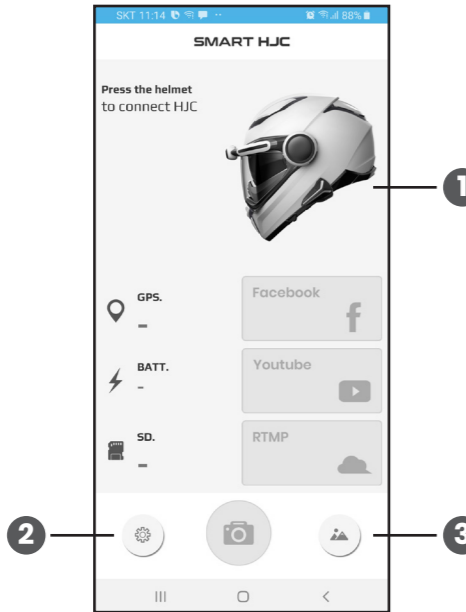 SKT 11:14 88%
SMART HJC
Press the helmet
to connect HJC
1
GPS.
–
Facebook
f
BATT.
-
Youtube
SD.
–
RTMP
2
3